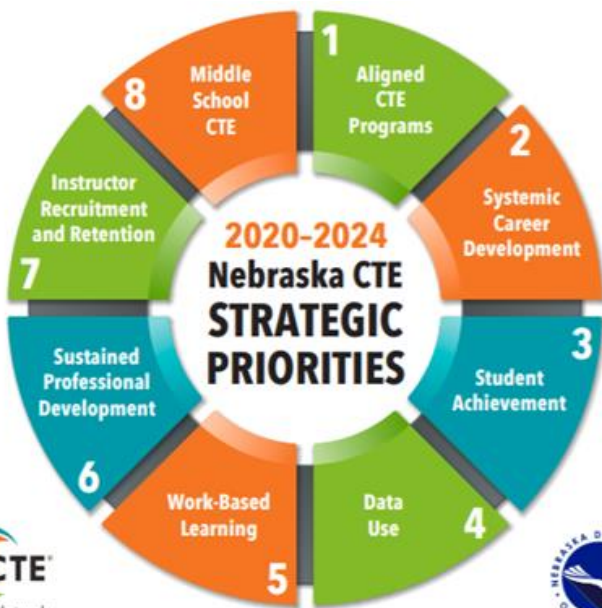 2020–2024
Nebraska CTE
STRATEGIC
PRIORITIES
1
Aligned
CTE
Programs
2
Systemic
Career
Development
3
Student
Achievement
4
Data
Use
5
Work-Based
Learning
6
Sustained
Professional
Development
7
Instructor
Recruitment
and Retention
8
Middle
School
CTE
CTE
NEBRASKA D